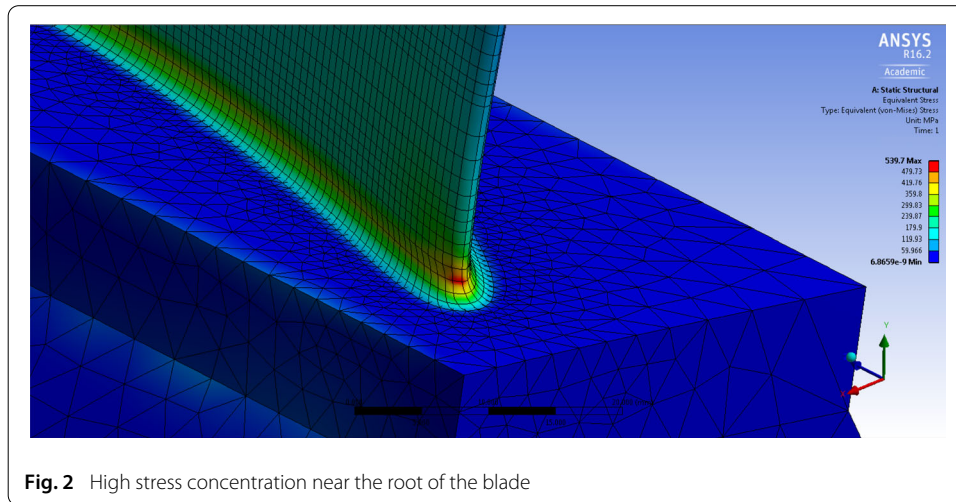 ANSYS
R16.2
Academic
A: Static Structural
Equivalent Stress
Type: Equivalent (von-Mises) Stress
Unit: MPa
Time: 1
539.7 Max
479.73
419.76
359.8
299.83
239.87
179.9
119.93
59.966
6.8659e-9 Min
Y
X
Fig. 2 High stress concentration near the root of the blade